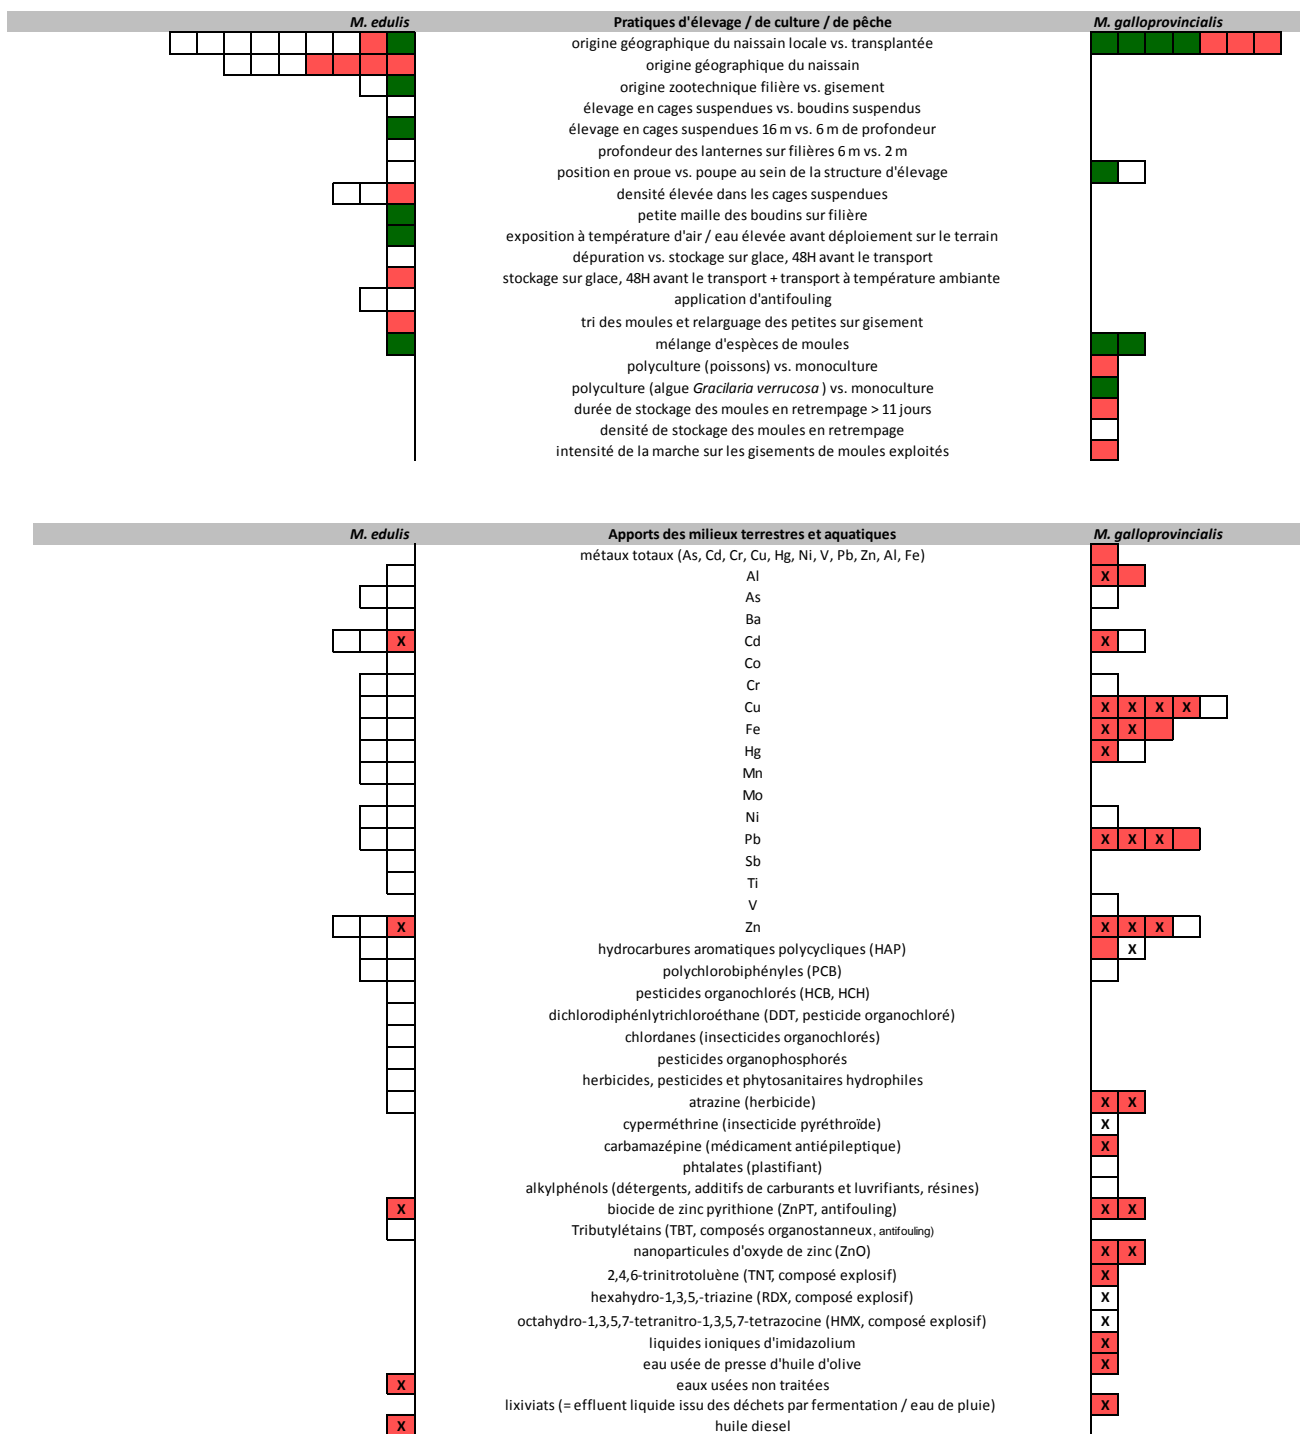 M. edulis Pratiques d'élevage / de culture / de pêche M. galloprovincialis
origine géographique du naissain locale vs. transplantée
origine géographique du naissain
origine zootechnique filière vs. gisement
élevage en cages suspendues vs. boudins suspendus
élevage en cages suspendues 16 m vs. 6 m de profondeur
profondeur des lanternes sur filières 6 m vs. 2 m
position en proue vs. poupe au sein de la structure d'élevage
densité élevée dans les cages suspendues
petite maille des boudins sur filière
exposition à température d'air / eau élevée avant déploiement sur le terrain
dépuration vs. stockage sur glace, 48H avant le transport
stockage sur glace, 48H avant le transport + transport à température ambiante
application d'antifouling
tri des moules et relarguage des petites sur gisement
mélange d'espèces de moules
polyculture (poissons) vs. monoculture
polyculture (algue Gracilaria verrucosa ) vs. monoculture
durée de stockage des moules en retrempage > 11 jours
densité de stockage des moules en retrempage
intensité de la marche sur les gisements de moules exploités
M. edulis Apports des milieux terrestres et aquatiques M. galloprovincialis
métaux totaux (As, Cd, Cr, Cu, Hg, Ni, V, Pb, Zn, Al, Fe)
Al X
As
Ba
X Cd X
Co
Cr
Cu X X X X
Fe X X
Hg X
Mn
Mo
Ni
Pb X X X
Sb
Ti
V
X Zn X X X
hydrocarbures aromatiques polycycliques (HAP) X
polychlorobiphényles (PCB)
pesticides organochlorés (HCB, HCH)
dichlorodiphénlytrichloroéthane (DDT, pesticide organochloré)
chlordanes (insecticides organochlorés)
pesticides organophosphorés
herbicides, pesticides et phytosanitaires hydrophiles
atrazine (herbicide) X X
cyperméthrine (insecticide pyréthroïde) X
carbamazépine (médicament antiépileptique) X
phtalates (plastifiant)
alkylphénols (détergents, additifs de carburants et luvrifiants, résines)
X biocide de zinc pyrithione (ZnPT, antifouling) X X
Tributylétains (TBT, composés organostanneux, antifouling)
nanoparticules d'oxyde de zinc (ZnO) X X
2,4,6-trinitrotoluène (TNT, composé explosif) X
hexahydro-1,3,5,-triazine (RDX, composé explosif) X
octahydro-1,3,5,7-tetranitro-1,3,5,7-tetrazocine (HMX, composé explosif) X
liquides ioniques d'imidazolium X
eau usée de presse d'huile d'olive X
X eaux usées non traitées
lixiviats (= effluent liquide issu des déchets par fermentation / eau de pluie) X
X huile diesel